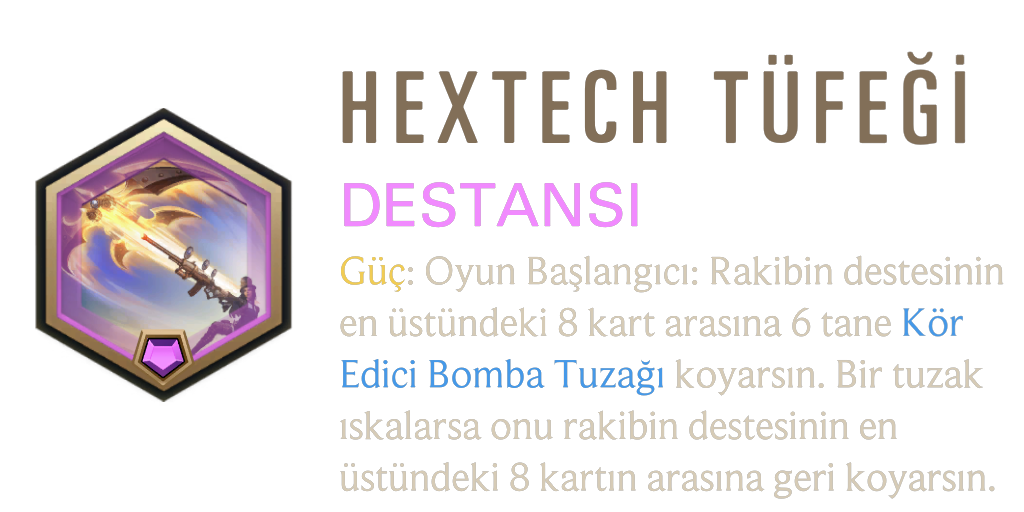 HEXTECH TÜFEĞİ
DESTANSI
Güç: Oyun Başlangıcı: Rakibin destesinin
en üstündeki 8 kart arasına 6 tane Kör
Edici Bomba Tuzağı koyarsın. Bir tuzak
ıskalarsa onu rakibin destesinin en
üstündeki 8 kartın arasına geri koyarsın.